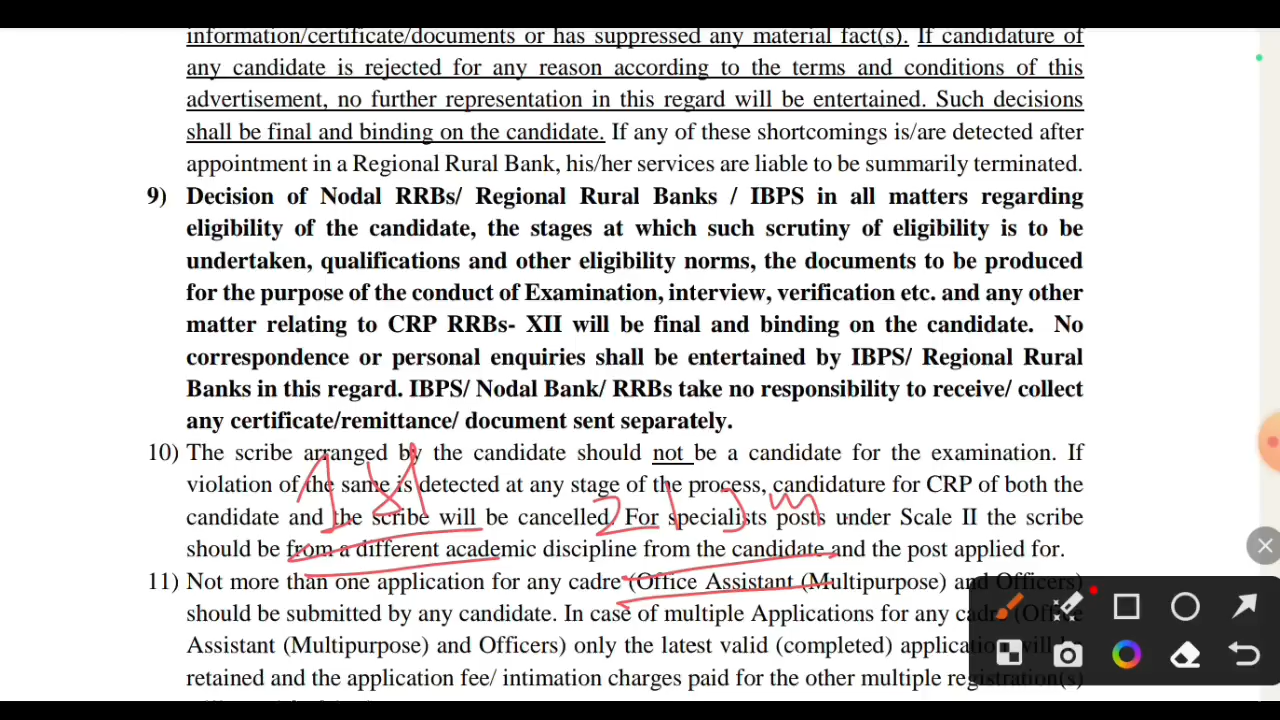 information/certificate/documents or has suppressed any material fact(s). If candidature of
any candidate is rejected for any reason according to the terms and conditions of this
advertisement, no further representation in this regard will be entertained. Such decisions
shall be final and binding on the candidate. If any of these shortcomings is/are detected after
appointment in a Regional Rural Bank, his/her services are liable to be summarily terminated.
9) Decision of Nodal RRBs/ Regional Rural Banks / IBPS in all matters regarding
eligibility of the candidate, the stages at which such scrutiny of eligibility is to be
undertaken, qualifications and other eligibility norms, the documents to be produced
for the purpose of the conduct of Examination, interview, verification etc. and any other
matter relating to CRP RRBs- XII will be final and binding on the candidate. No
correspondence or personal enquiries shall be entertained by IBPS/ Regional Rural
Banks in this regard. IBPS/ Nodal Bank/ RRBs take no responsibility to receive/ collect
any certificate/remittance/ document sent separately.
10) The scribe arranged by the candidate should not be a candidate for the examination. If
violation of the same is detected at any stage of the process, candidature for CRP of both the
candidate and the scribe will be cancelled. For specialists posts under Scale II the scribe
should be from a different academic discipline from the candidate and the post applied for.
11) Not more than one application for any cadre (Office Assistant (Multipurpose) and Officers)
should be submitted by any candidate. In case of multiple Applications for any cadre (Office
Assistant (Multipurpose) and Officers) only the latest valid (completed) application will be
retained and the application fee/ intimation charges paid for the other multiple registration(s)